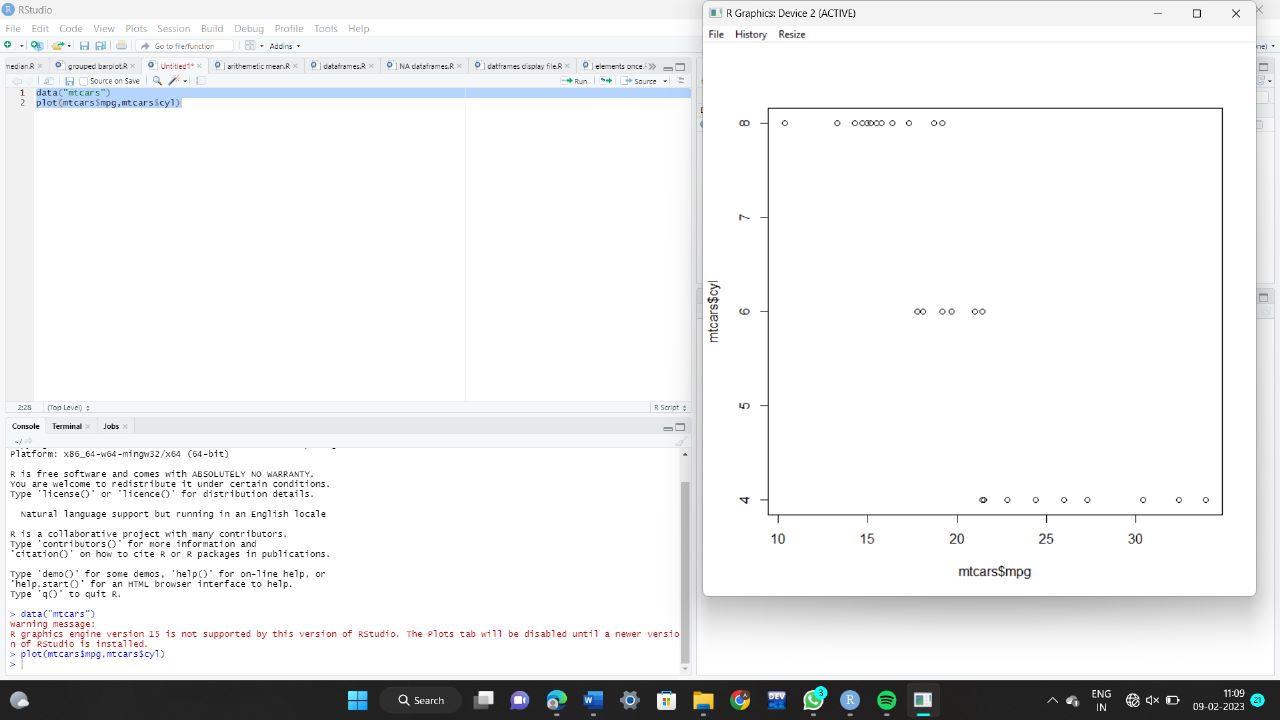 RStudio
File Edit Code View Plots Session Build Debug Profile Tools Help
Go to file/function Addins
median.R grouped barplot.R Untitled1* arithemetic mean.R dataframes.R NA dataframes.R datframes display file.R elements once.R
Source on Save Run Source
1 data("mtcars")
2 plot(mtcars$mpg,mtcars$cyl)
2:28 (Top Level) R Script
Console Terminal Jobs
~/
Platform: x86_64-w64-mingw32/x64 (64-bit)
R is free software and comes with ABSOLUTELY NO WARRANTY.
You are welcome to redistribute it under certain conditions.
Type 'license()' or 'licence()' for distribution details.
Natural language support but running in an English locale
R is a collaborative project with many contributors.
Type 'contributors()' for more information and
'citation()' on how to cite R or R packages in publications.
Type 'demo()' for some demos, 'help()' for on-line help, or
'help.start()' for an HTML browser interface to help.
Type 'q()' to quit R.
> data("mtcars")
Warning message:
R graphics engine version 15 is not supported by this version of RStudio. The Plots tab will be disabled until a newer versio
n of RStudio is installed.
> plot(mtcars$mpg,mtcars$cyl)
>
R Graphics: Device 2 (ACTIVE)
File History Resize
8
7
6
5
4
mtcars$cyl
10 15 20 25 30
mtcars$mpg
Search
DEV
3
ENG
IN
11:09
09-02-2023
21